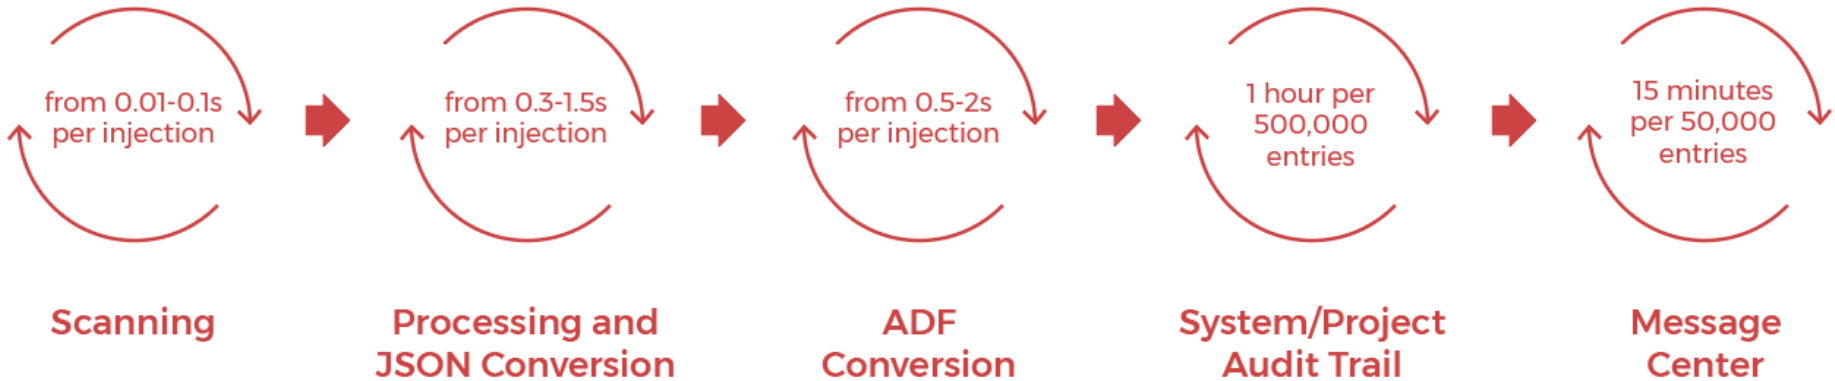 from 0.01-0.1s
per injection
from 0.3-1.5s
per injection
from 0.5-2s
per injection
1 hour per
500,000
entries
15 minutes
per 50,000
entries
Scanning
Processing and
JSON Conversion
ADF
Conversion
System/Project
Audit Trail
Message
Center